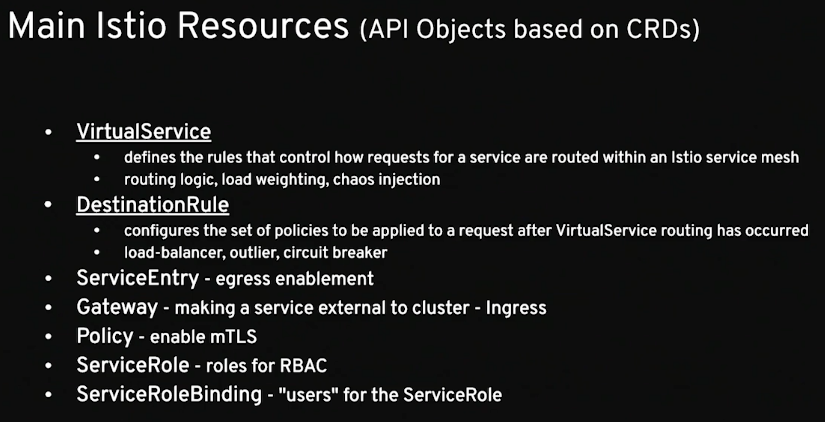 Main Istio Resources (API Objects based on CRDs)
• VirtualService
• defines the rules that control how requests for a service are routed within an Istio service mesh
• routing logic, load weighting, chaos injection
• DestinationRule
• configures the set of policies to be applied to a request after VirtualService routing has occurred
• load-balancer, outlier, circuit breaker
• ServiceEntry - egress enablement
• Gateway - making a service external to cluster - Ingress
• Policy - enable mTLS
• ServiceRole - roles for RBAC
• ServiceRoleBinding - "users" for the ServiceRole